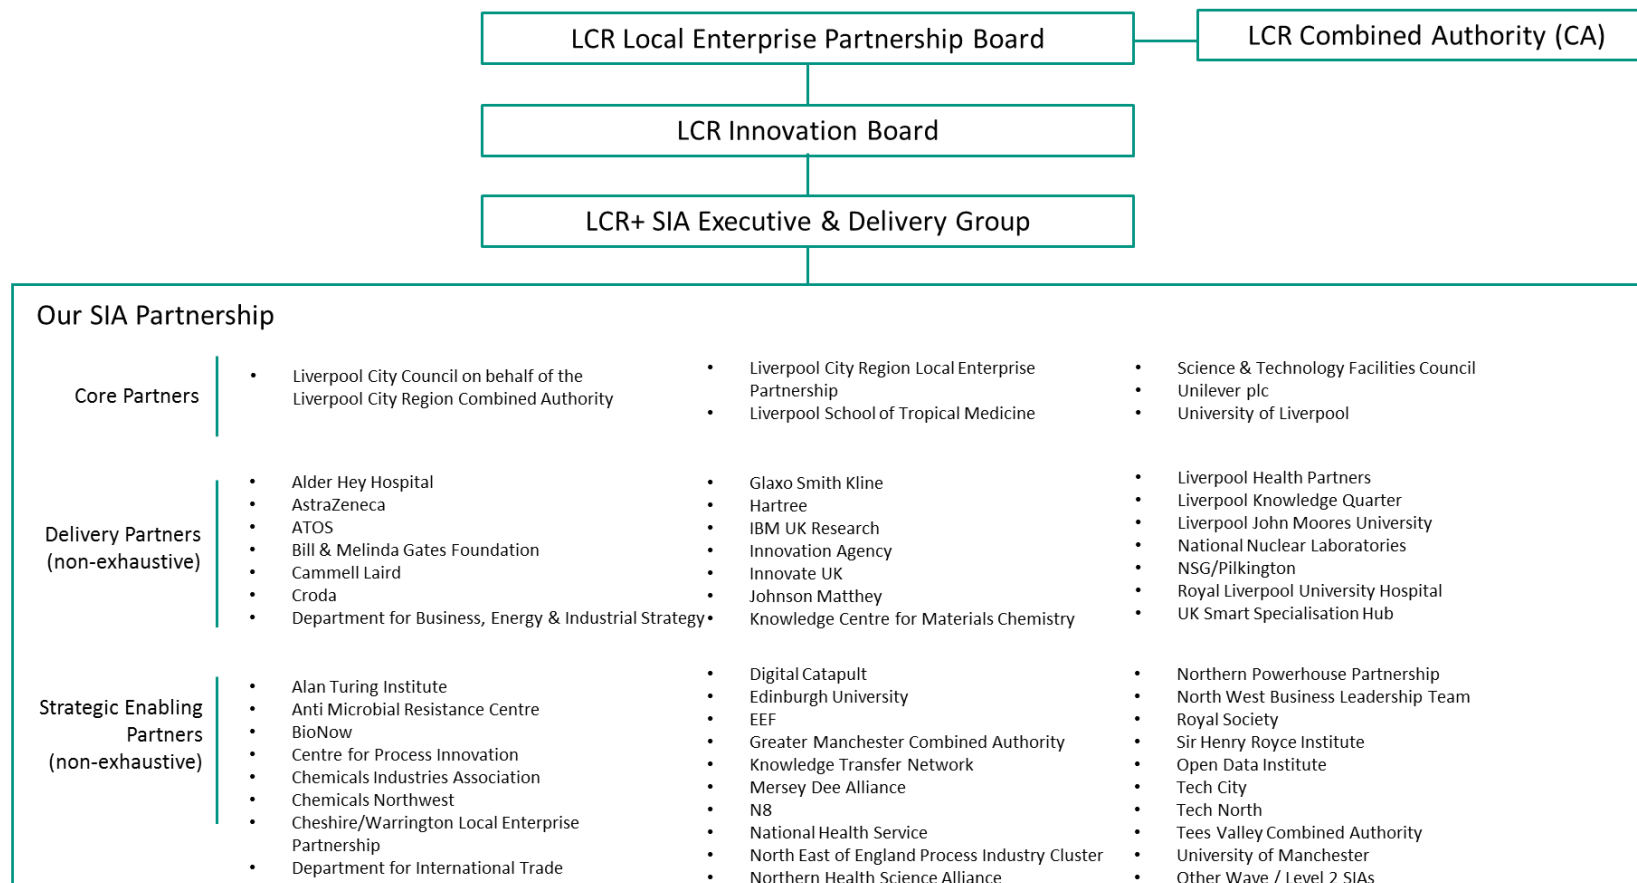 LCR Local Enterprise Partnership Board
LCR Combined Authority (CA)
LCR Innovation Board
LCR+ SIA Executive & Delivery Group
Our SIA Partnership
Core Partners
• Liverpool City Council on behalf of the
Liverpool City Region Combined Authority
• Liverpool City Region Local Enterprise
Partnership
• Liverpool School of Tropical Medicine
• Science & Technology Facilities Council
• Unilever plc
• University of Liverpool
Delivery Partners
(non-exhaustive)
• Alder Hey Hospital
• AstraZeneca
• ATOS
• Bill & Melinda Gates Foundation
• Cammell Laird
• Croda
• Department for Business, Energy & Industrial Strategy
• Glaxo Smith Kline
• Hartree
• IBM UK Research
• Innovation Agency
• Innovate UK
• Johnson Matthey
• Knowledge Centre for Materials Chemistry
• Liverpool Health Partners
• Liverpool Knowledge Quarter
• Liverpool John Moores University
• National Nuclear Laboratories
• NSG/Pilkington
• Royal Liverpool University Hospital
• UK Smart Specialisation Hub
Strategic Enabling
Partners
(non-exhaustive)
• Alan Turing Institute
• Anti Microbial Resistance Centre
• BioNow
• Centre for Process Innovation
• Chemicals Industries Association
• Chemicals Northwest
• Cheshire/Warrington Local Enterprise
Partnership
• Department for International Trade
• Digital Catapult
• Edinburgh University
• EEF
• Greater Manchester Combined Authority
• Knowledge Transfer Network
• Mersey Dee Alliance
• N8
• National Health Service
• North East of England Process Industry Cluster
• Northern Health Science Alliance
• Northern Powerhouse Partnership
• North West Business Leadership Team
• Royal Society
• Sir Henry Royce Institute
• Open Data Institute
• Tech City
• Tech North
• Tees Valley Combined Authority
• University of Manchester
• Other Wave / Level 2 SIAs